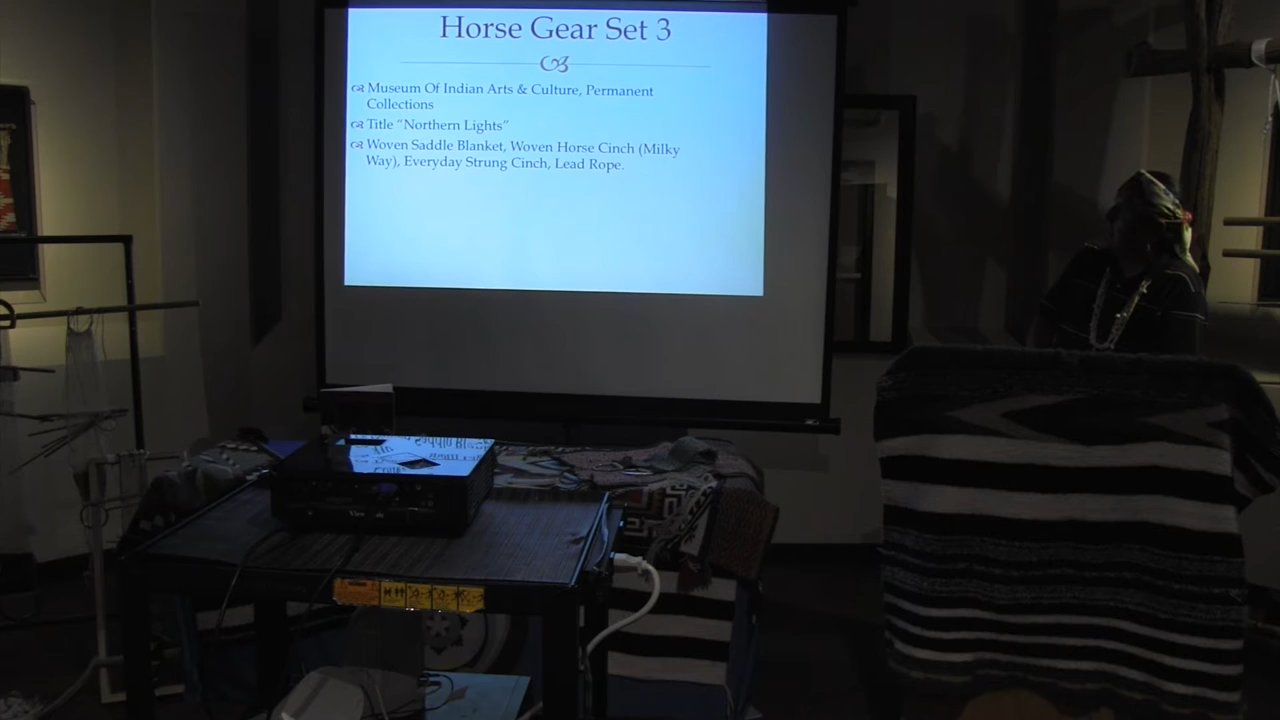 Horse Gear Set 3
Museum Of Indian Arts & Culture, Permanent
Collections
Title “Northern Lights”
Woven Saddle Blanket, Woven Horse Cinch (Milky
Way), Everyday Strung Cinch, Lead Rope.